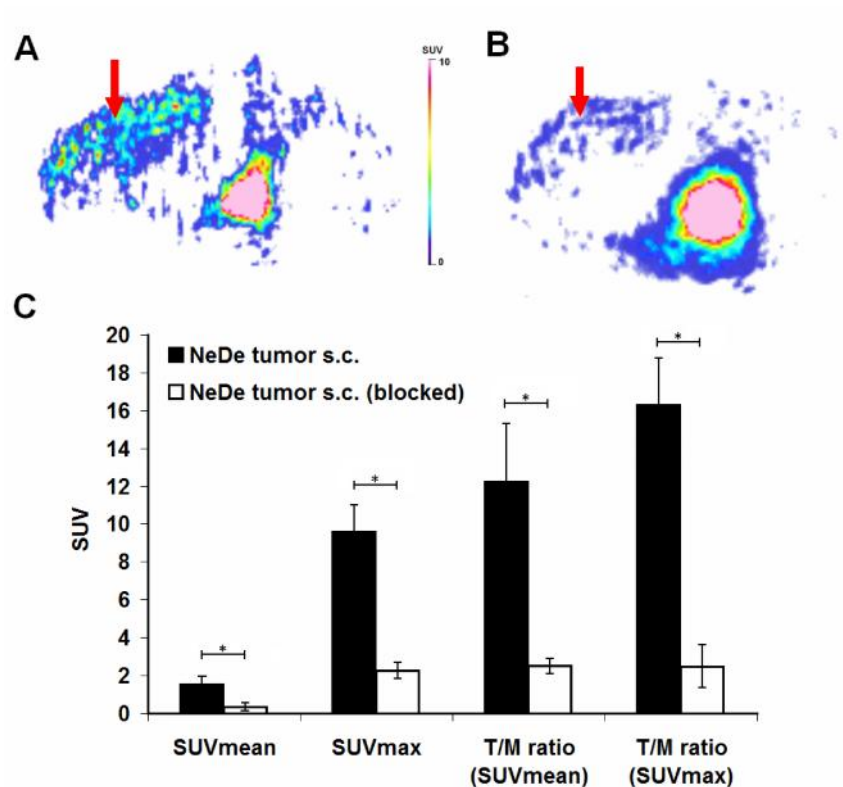 A
B
SUV
10
0
C
20
18
16
14
12
10
8
6
4
2
0
SUV
NeDe tumor s.c.
NeDe tumor s.c. (blocked)
*
*
*
*
SUVmean
SUVmax
T/M ratio
(SUVmean)
T/M ratio
(SUVmax)